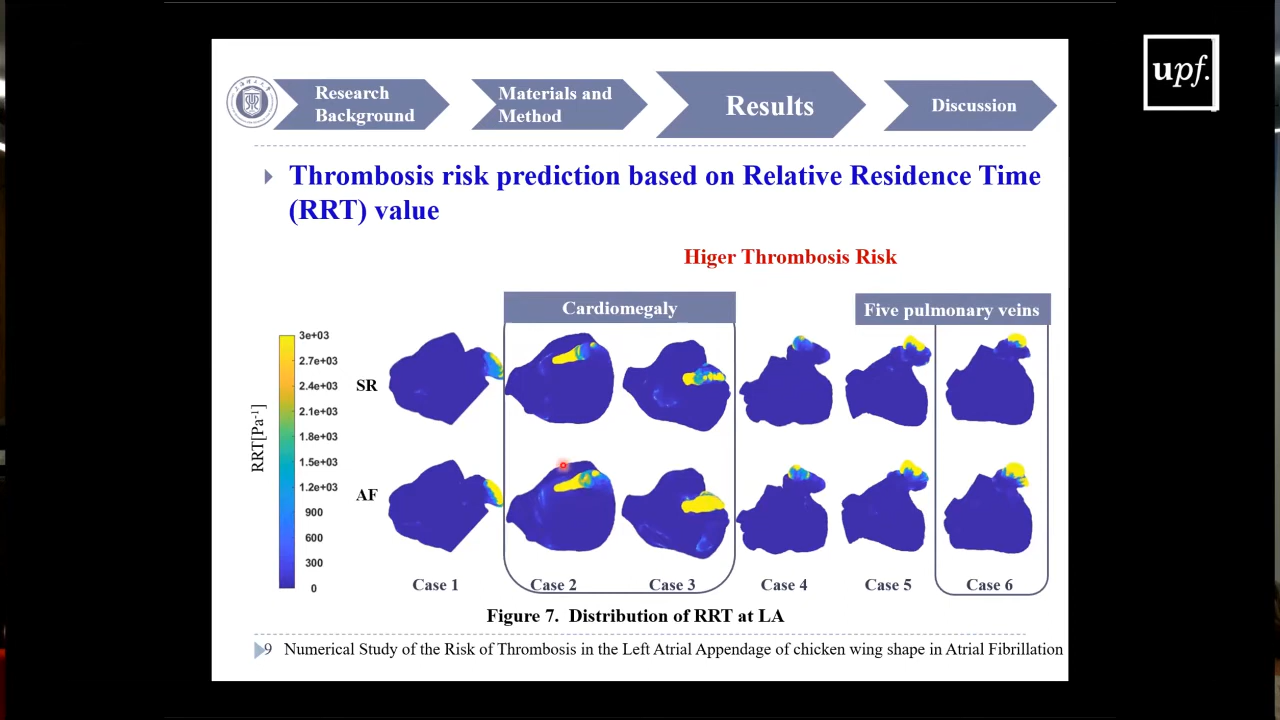 upf.
Research
Background
Materials and
Method
Results
Discussion
Thrombosis risk prediction based on Relative Residence Time
(RRT) value
Higer Thrombosis Risk
Cardiomegaly
Five pulmonary veins
RRT[Pa⁻¹]
3e+03
2.7e+03
2.4e+03
2.1e+03
1.8e+03
1.5e+03
1.2e+03
900
600
300
0
SR
AF
Case 1
Case 2
Case 3
Case 4
Case 5
Case 6
Figure 7. Distribution of RRT at LA
9 Numerical Study of the Risk of Thrombosis in the Left Atrial Appendage of chicken wing shape in Atrial Fibrillation